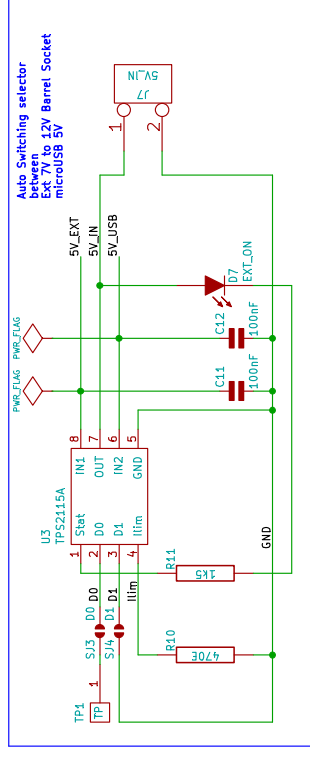 Auto Switching selector
between
Ext 7V to 12V Barrel Socket
microUSB 5V
5V_IN
J7
1
2
5V_EXT
5V_IN
5V_USB
PWR_FLAG
PWR_FLAG
D7
EXT_ON
C12
100nF
C11
100nF
U3
TPS2115A
8
7
6
5
IN1
OUT
IN2
GND
Stat
D0
D1
Ilim
1
2
3
4
D0
D1
Ilim
GND
R11
1k5
R10
470E
SJ3
D0
SJ4
D1
TP1
TP
1